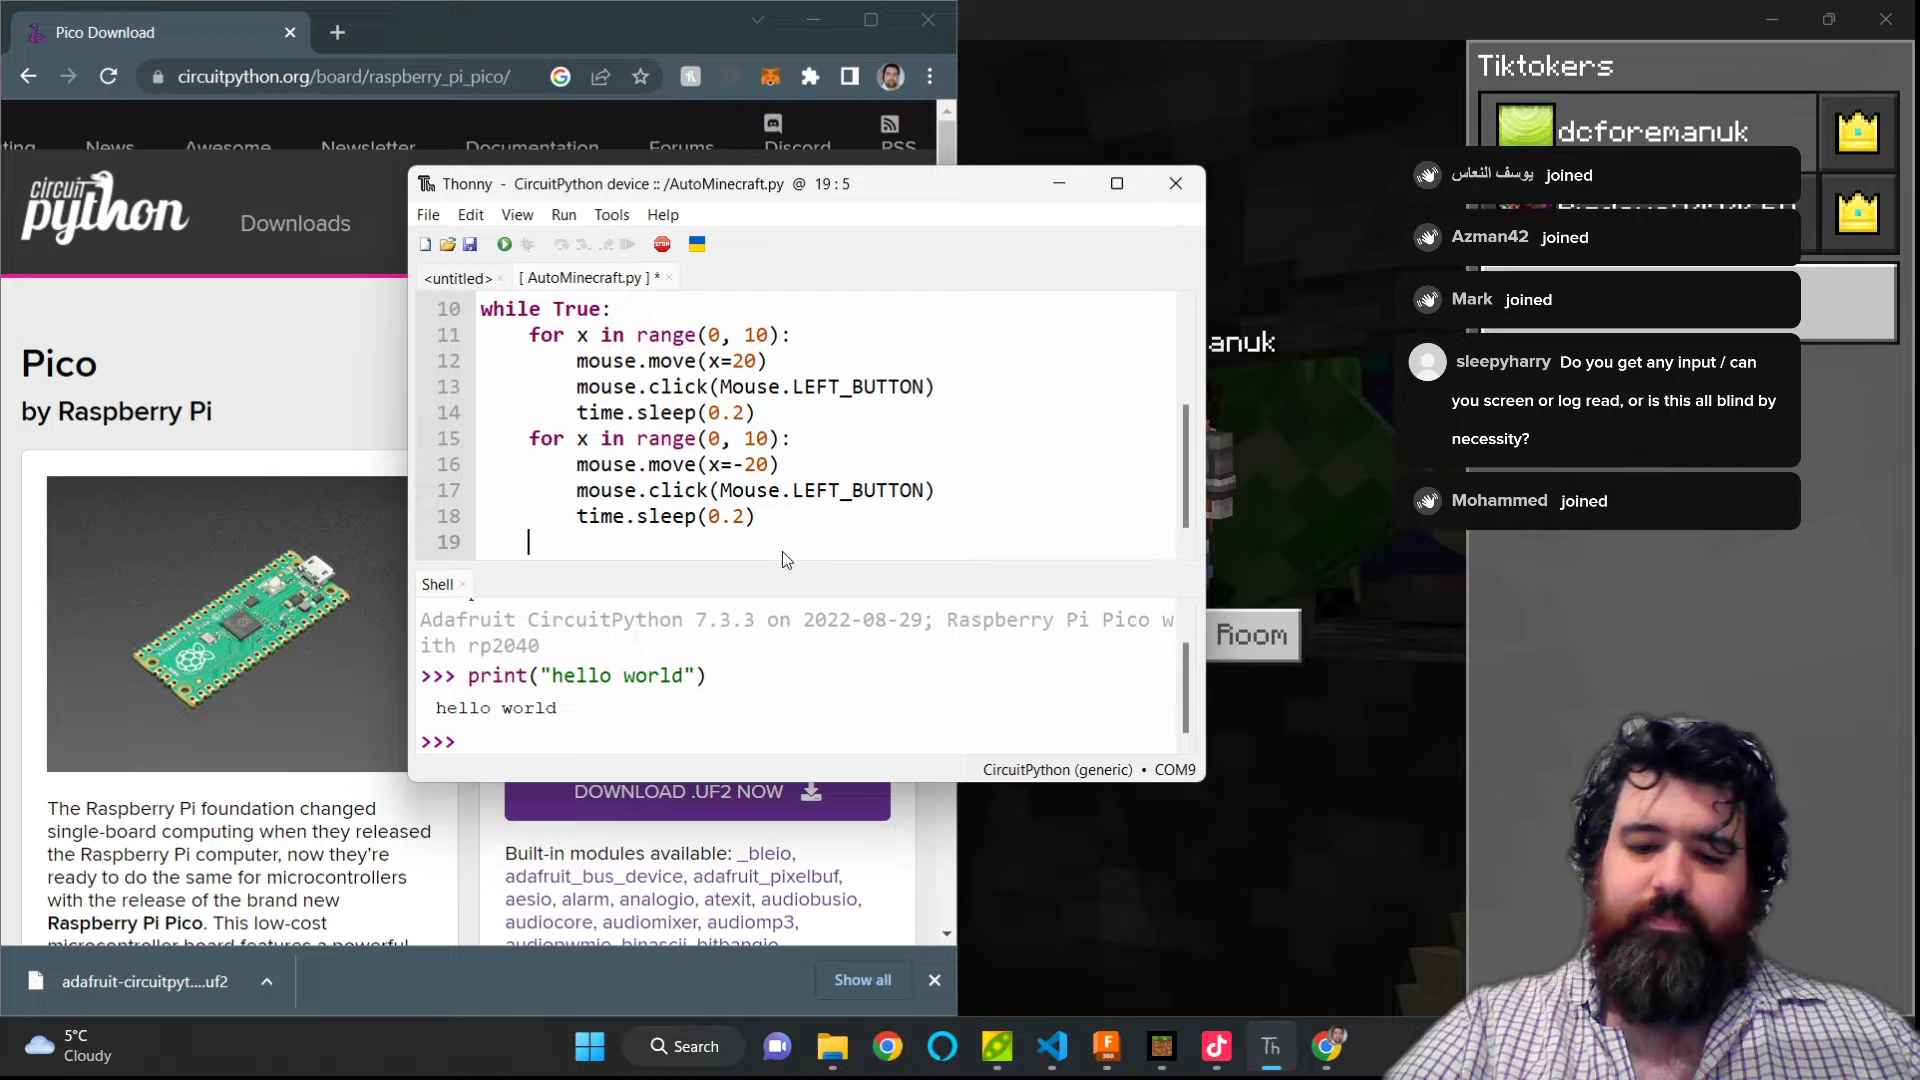 Pico Download
circuitpython.org/board/raspberry_pi_pico/
News
Awesome
Newsletter
Documentation
Forums
Discord
RSS
circuit
python
Downloads
Pico
by Raspberry Pi
The Raspberry Pi foundation changed
single-board computing when they released
the Raspberry Pi computer, now they're
ready to do the same for microcontrollers
with the release of the brand new
Raspberry Pi Pico. This low-cost
microcontroller board features a powerful
Thonny - CircuitPython device :: /AutoMinecraft.py @ 19:5
File Edit View Run Tools Help
STOP
<untitled>
[ AutoMinecraft.py ] *
10 while True:
11     for x in range(0, 10):
12         mouse.move(x=20)
13         mouse.click(Mouse.LEFT_BUTTON)
14         time.sleep(0.2)
15     for x in range(0, 10):
16         mouse.move(x=-20)
17         mouse.click(Mouse.LEFT_BUTTON)
18         time.sleep(0.2)
19
Shell
Adafruit CircuitPython 7.3.3 on 2022-08-29; Raspberry Pi Pico w
ith rp2040
>>> print("hello world")
hello world
>>>
CircuitPython (generic) • COM9
DOWNLOAD .UF2 NOW
Built-in modules available: _bleio,
adafruit_bus_device, adafruit_pixelbuf,
aesio, alarm, analogio, atexit, audiobusio,
audiocore, audiomixer, audiomp3,
audiopwmio, binascii, bitbangio,
adafruit-circuitpyt....uf2
Show all
Tiktokers
dcforemanuk
يوسف النعاس joined
Azman42 joined
Mark joined
sleepyharry Do you get any input / can
you screen or log read, or is this all blind by
necessity?
Mohammed joined
anuk
Room
5°C
Cloudy
Search
F
360
Th